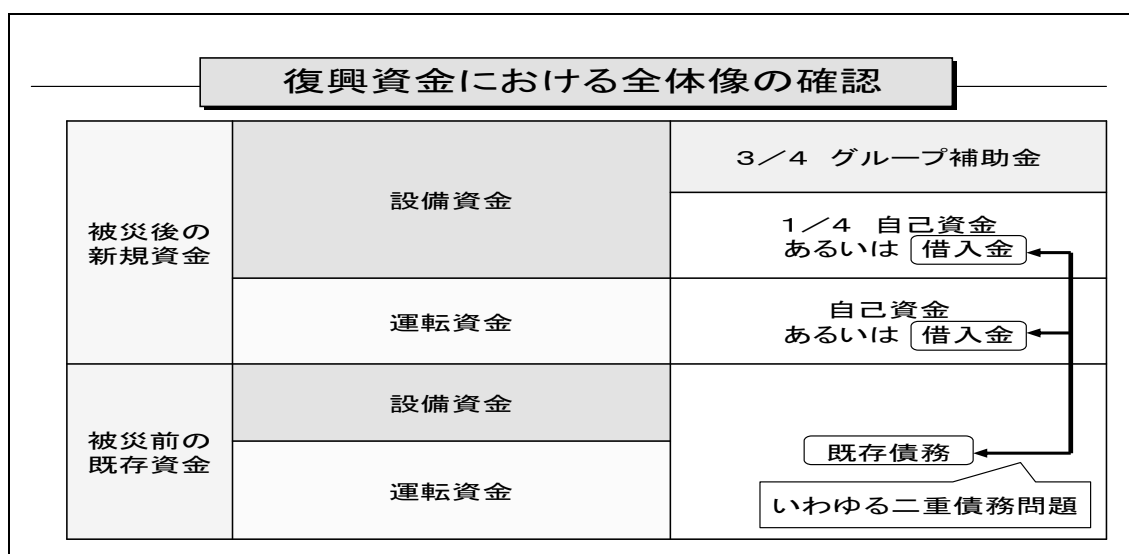 復興資金における全体像の確認
被災後の
新規資金
設備資金
3/4 グループ補助金
1/4 自己資金
あるいは 借入金
運転資金
自己資金
あるいは 借入金
被災前の
既存資金
設備資金
運転資金
既存債務
いわゆる二重債務問題